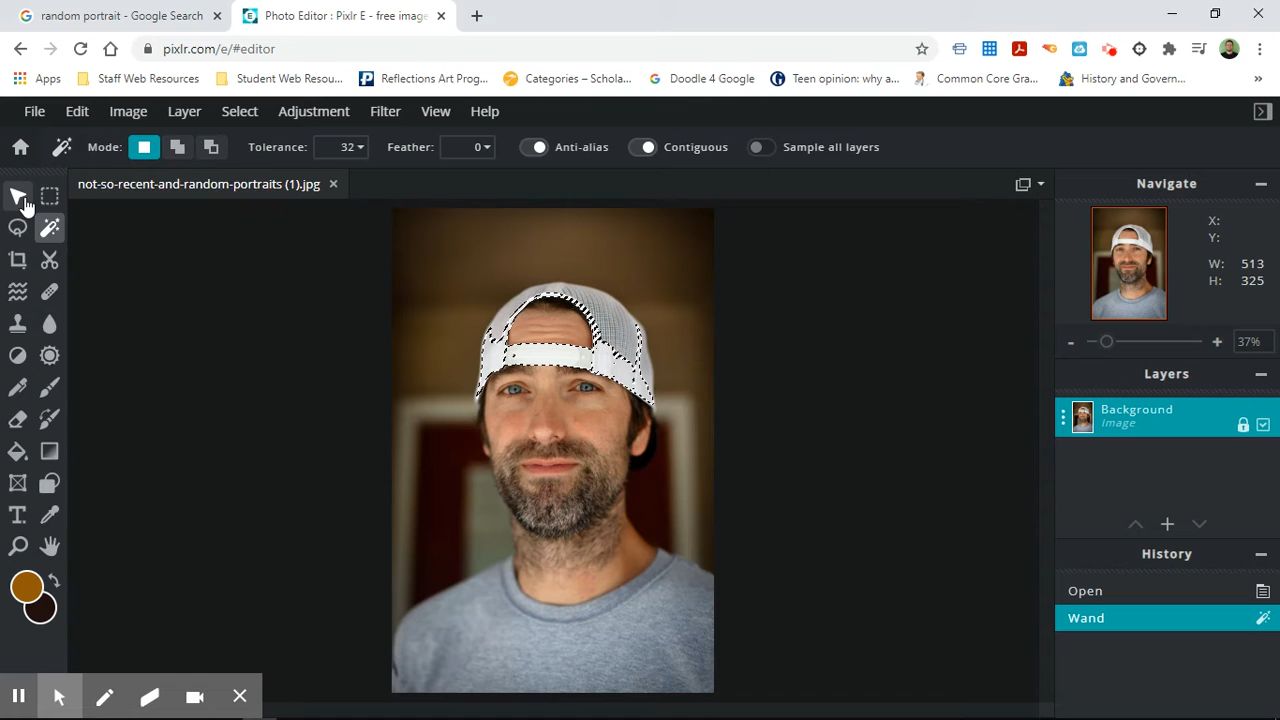 random portrait - Google Search
Photo Editor : Pixlr E - free image
pixlr.com/e/#editor
Apps Staff Web Resources Student Web Resou... Reflections Art Prog... Categories – Schola... Doodle 4 Google Teen opinion: why a... Common Core Gra... History and Govern...
File Edit Image Layer Select Adjustment Filter View Help
Mode: Tolerance: 32 Feather: 0 Anti-alias Contiguous Sample all layers
not-so-recent-and-random-portraits (1).jpg
Navigate
X:
Y:
W: 513
H: 325
37%
Layers
Background
Image
History
Open
Wand